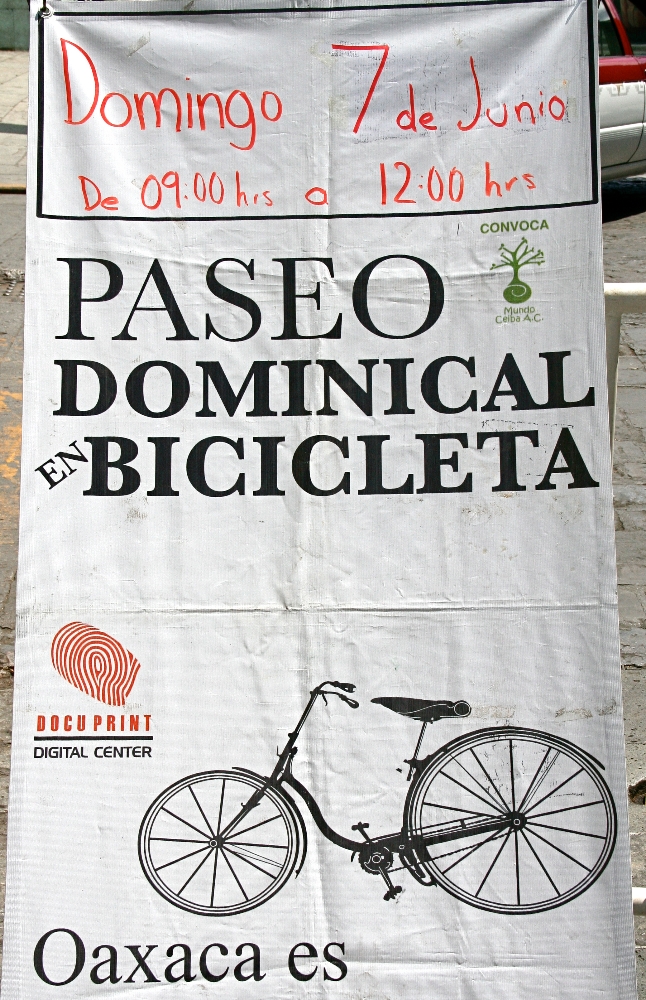 Domingo 7 de Junio
De 09:00 hrs a 12:00 hrs
CONVOCA
Mundo
Ceiba A.C.
PASEO
DOMINICAL
EN BICICLETA
DOCUPRINT
DIGITAL CENTER
Oaxaca es